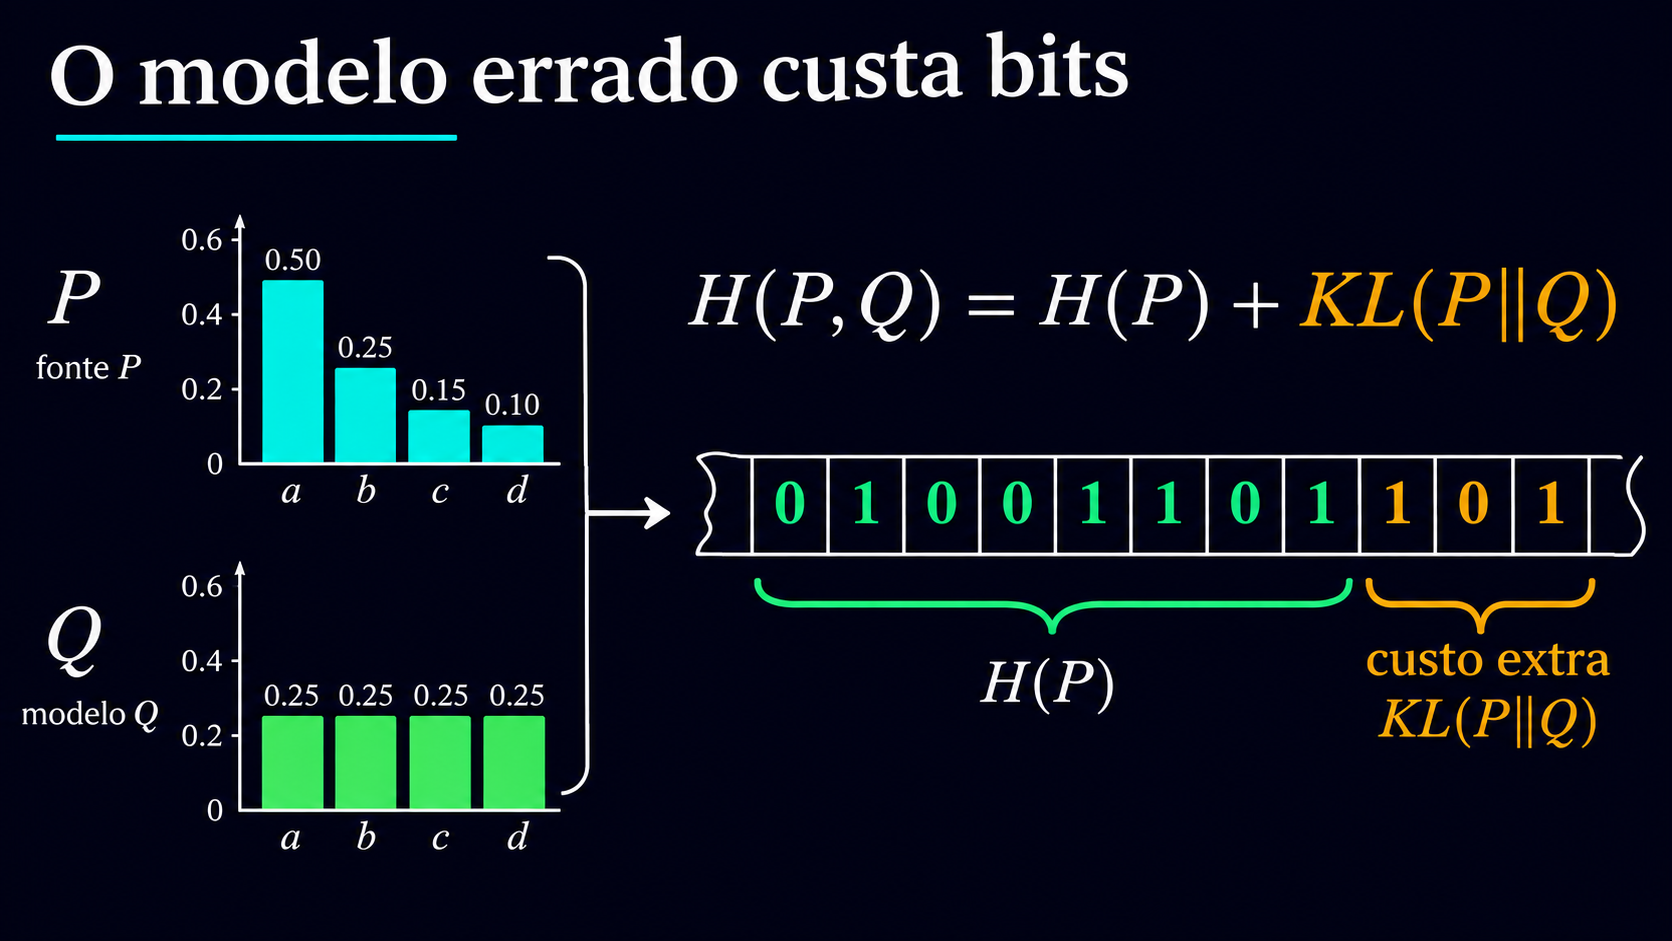 O modelo errado custa bits
P
fonte P
0.6
0.4
0.2
0
0.50
0.25
0.15
0.10
a b c d
Q
modelo Q
0.6
0.4
0.2
0
0.25 0.25 0.25 0.25
a b c d
H(P,Q) = H(P) + KL(P||Q)
0 1 0 0 1 1 0 1 1 0 1
H(P)
custo extra
KL(P||Q)